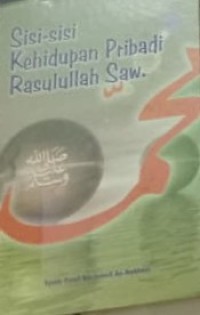 Sisi-sisi
Kehidupan Pribadi
Rasulullah Saw.
محمد
صلى الله
عليه
وسلم